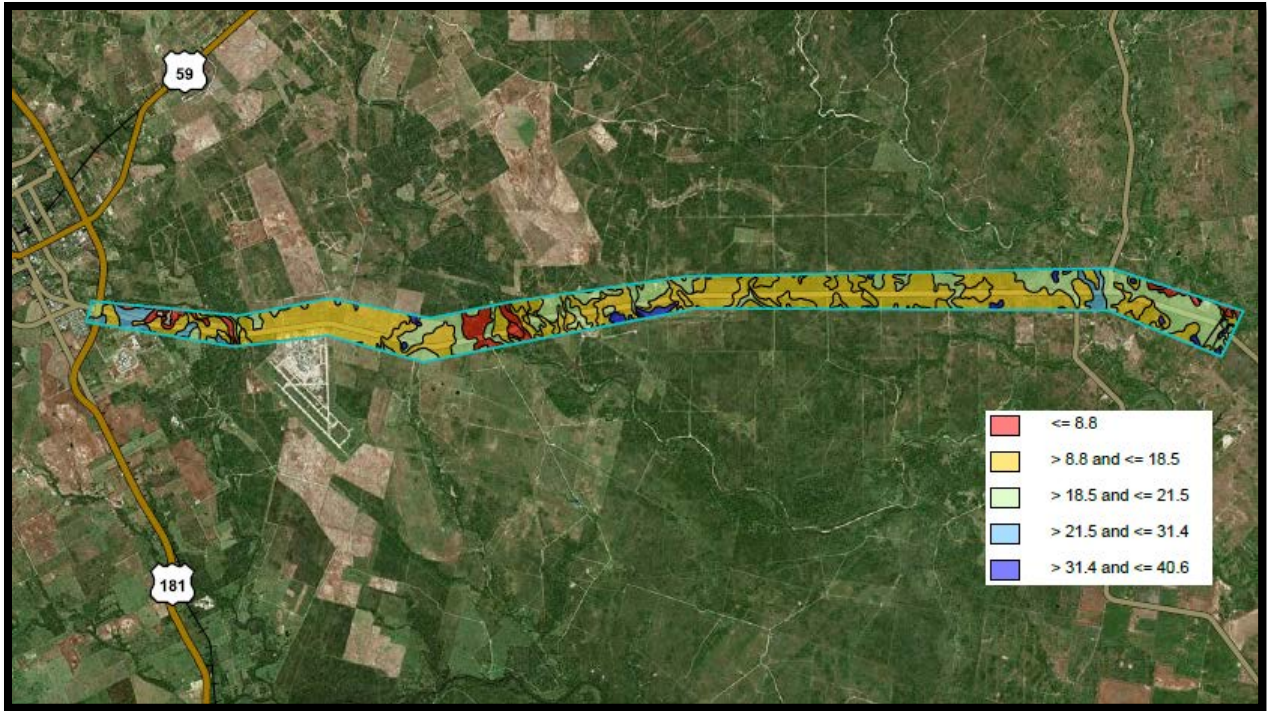 59
<= 8.8
> 8.8 and <= 18.5
> 18.5 and <= 21.5
> 21.5 and <= 31.4
> 31.4 and <= 40.6
181